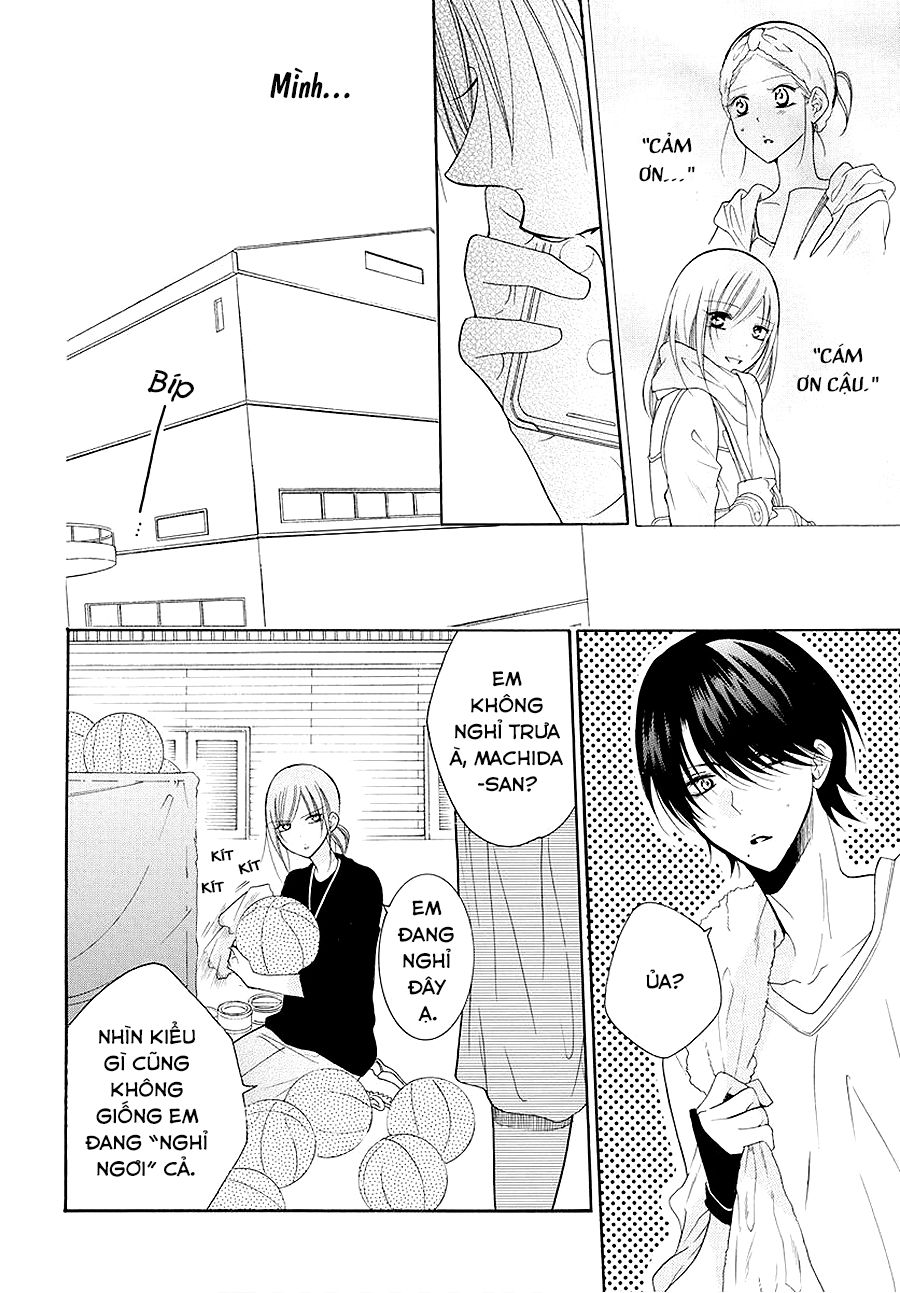 "CẢM
ƠN..."
"CÁM
ƠN CẬU."
Mình...
Bíp
ỦA?
EM
KHÔNG
NGHỈ TRƯA
À, MACHIDA
-SAN?
KÍT
KÍT
KÍT
KÍT
EM
ĐANG
NGHỈ
ĐÂY
Ạ.
NHÌN KIỂU
GÌ CŨNG
KHÔNG
GIỐNG EM
ĐANG "NGHỈ
NGƠI" CẢ.